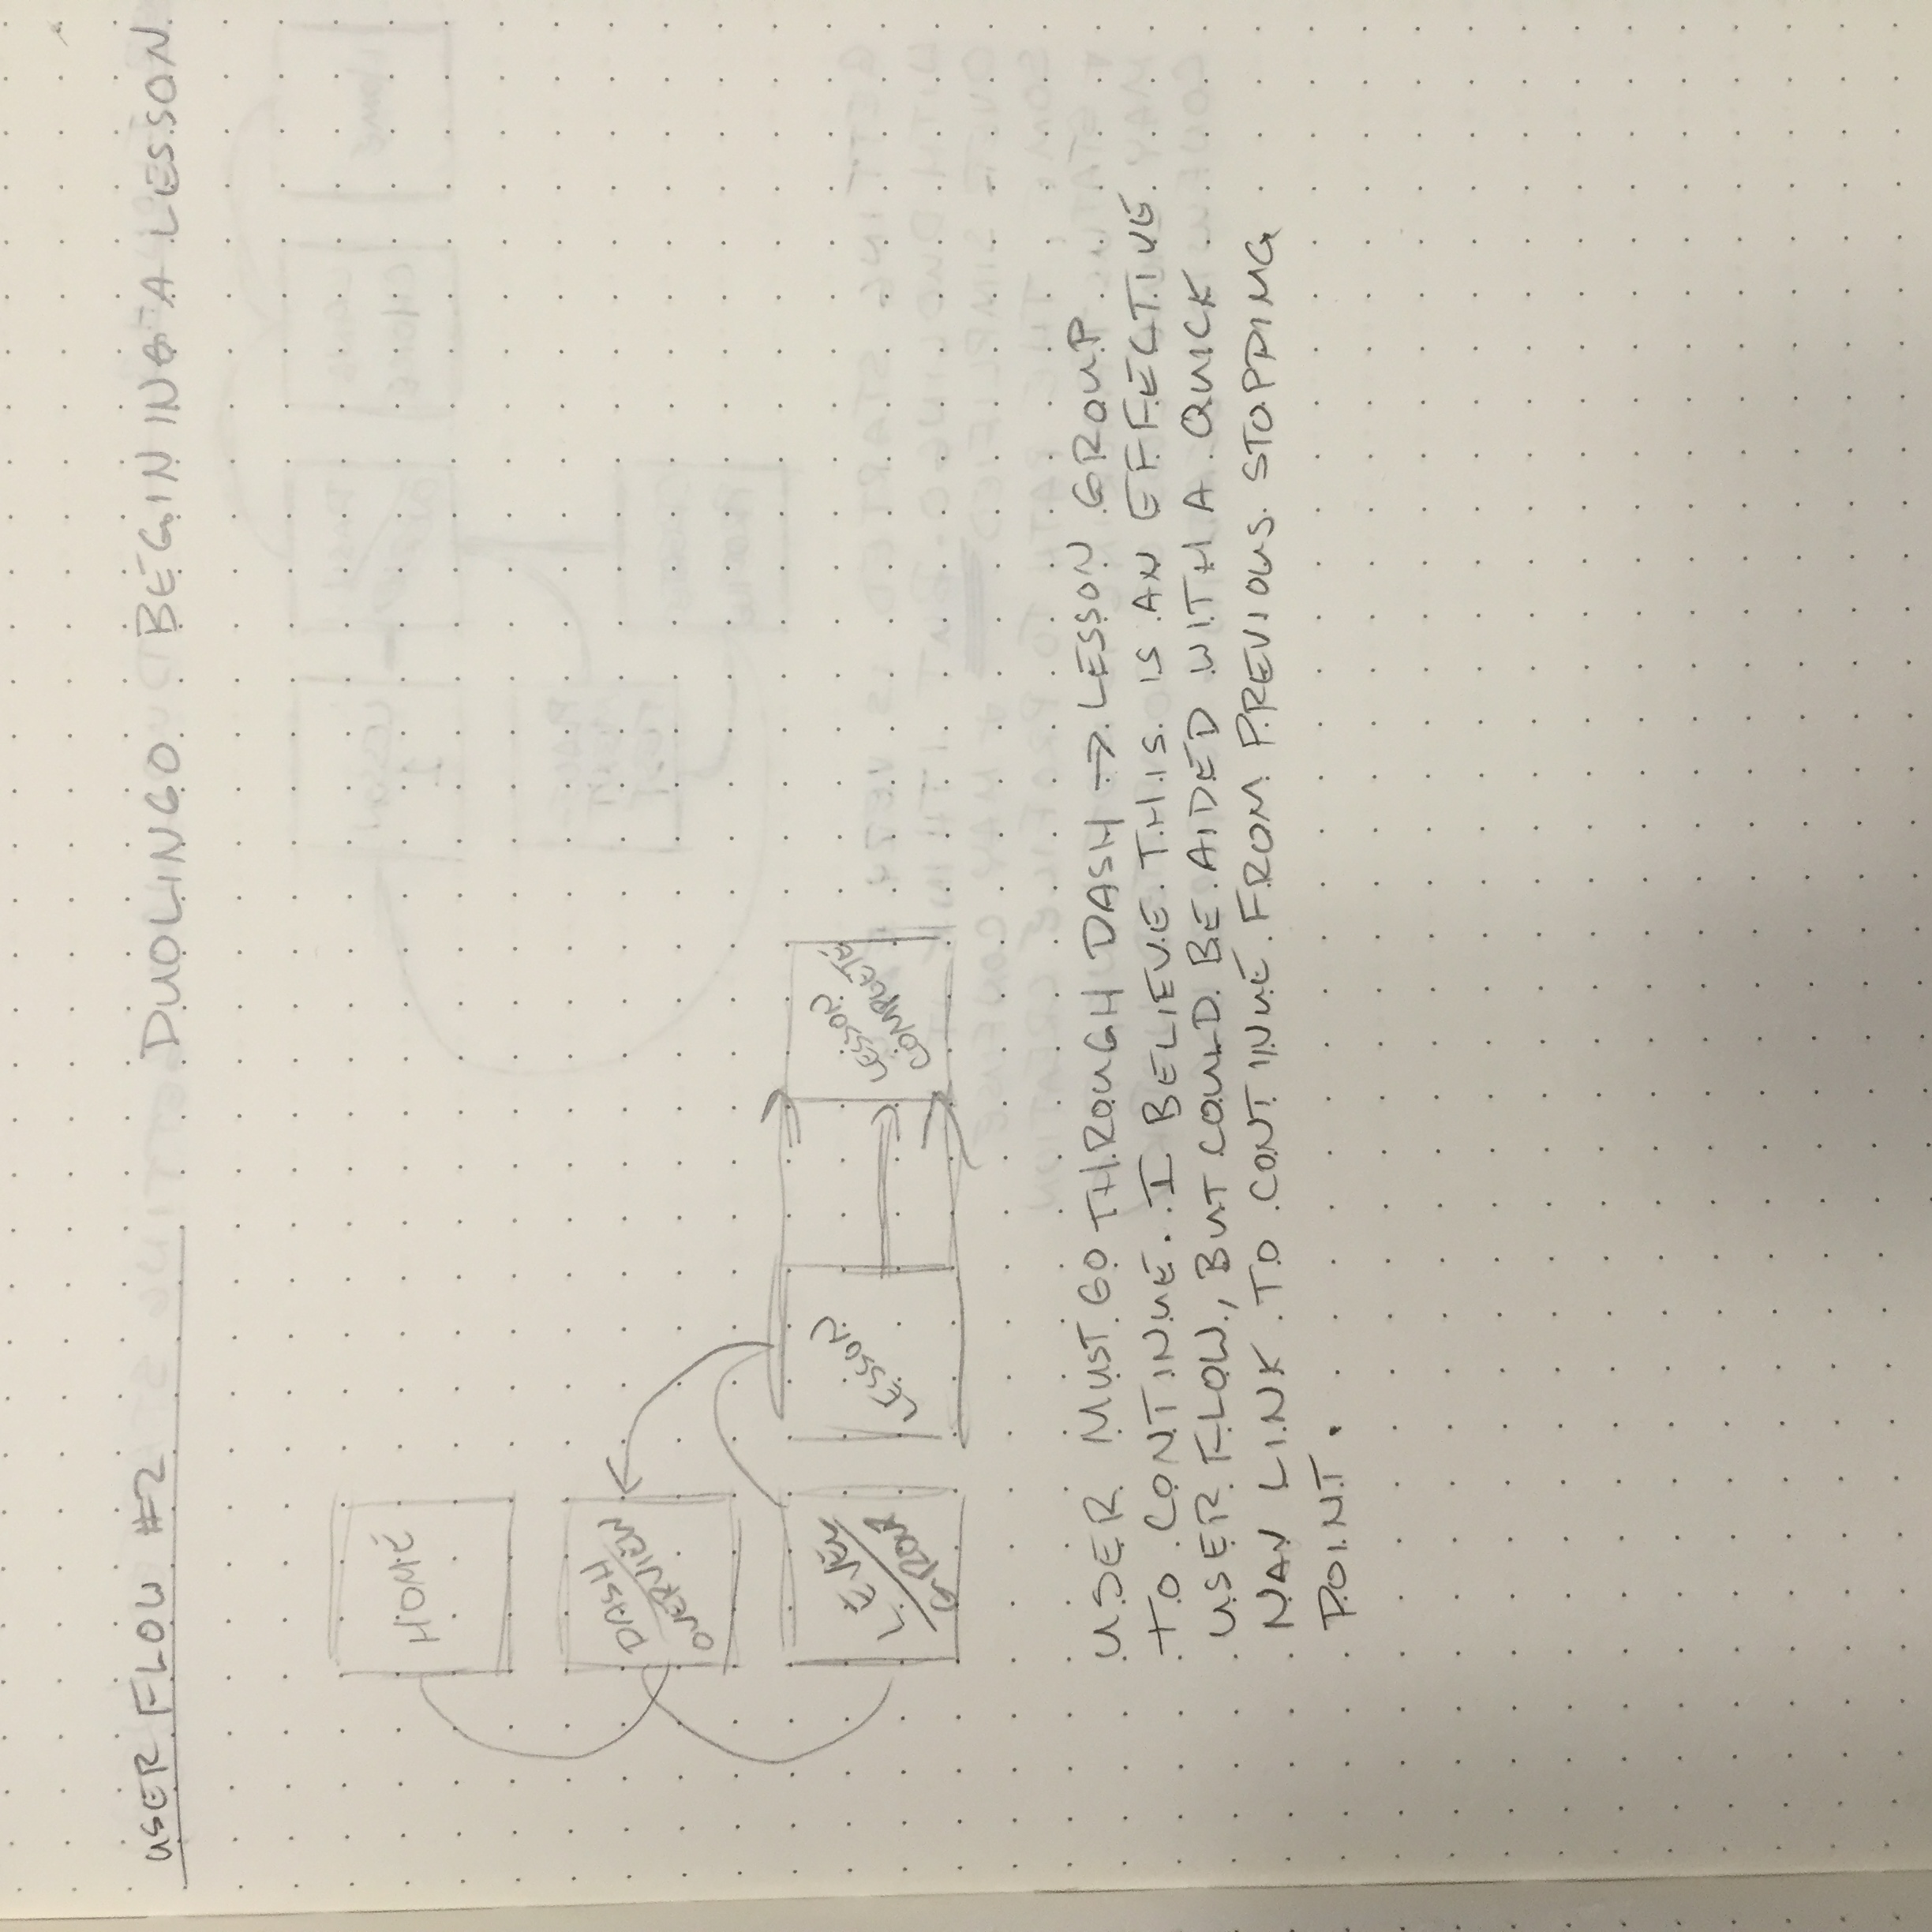 USER FLOW #2
DUOLINGO BEGINING A LESSON
HOME
DASH
OVERVIEW
LEVEL
GROUP
LESSON
LESSON
COMPLETE
USER MUST GO THROUGH DASH → LESSON GROUP
TO CONTINUE. I BELIEVE THIS IS AN EFFECTIVE
USER FLOW, BUT COULD BE AIDED WITH A QUICK
NAV LINK TO CONTINUE FROM PREVIOUS STOPPING
POINT.